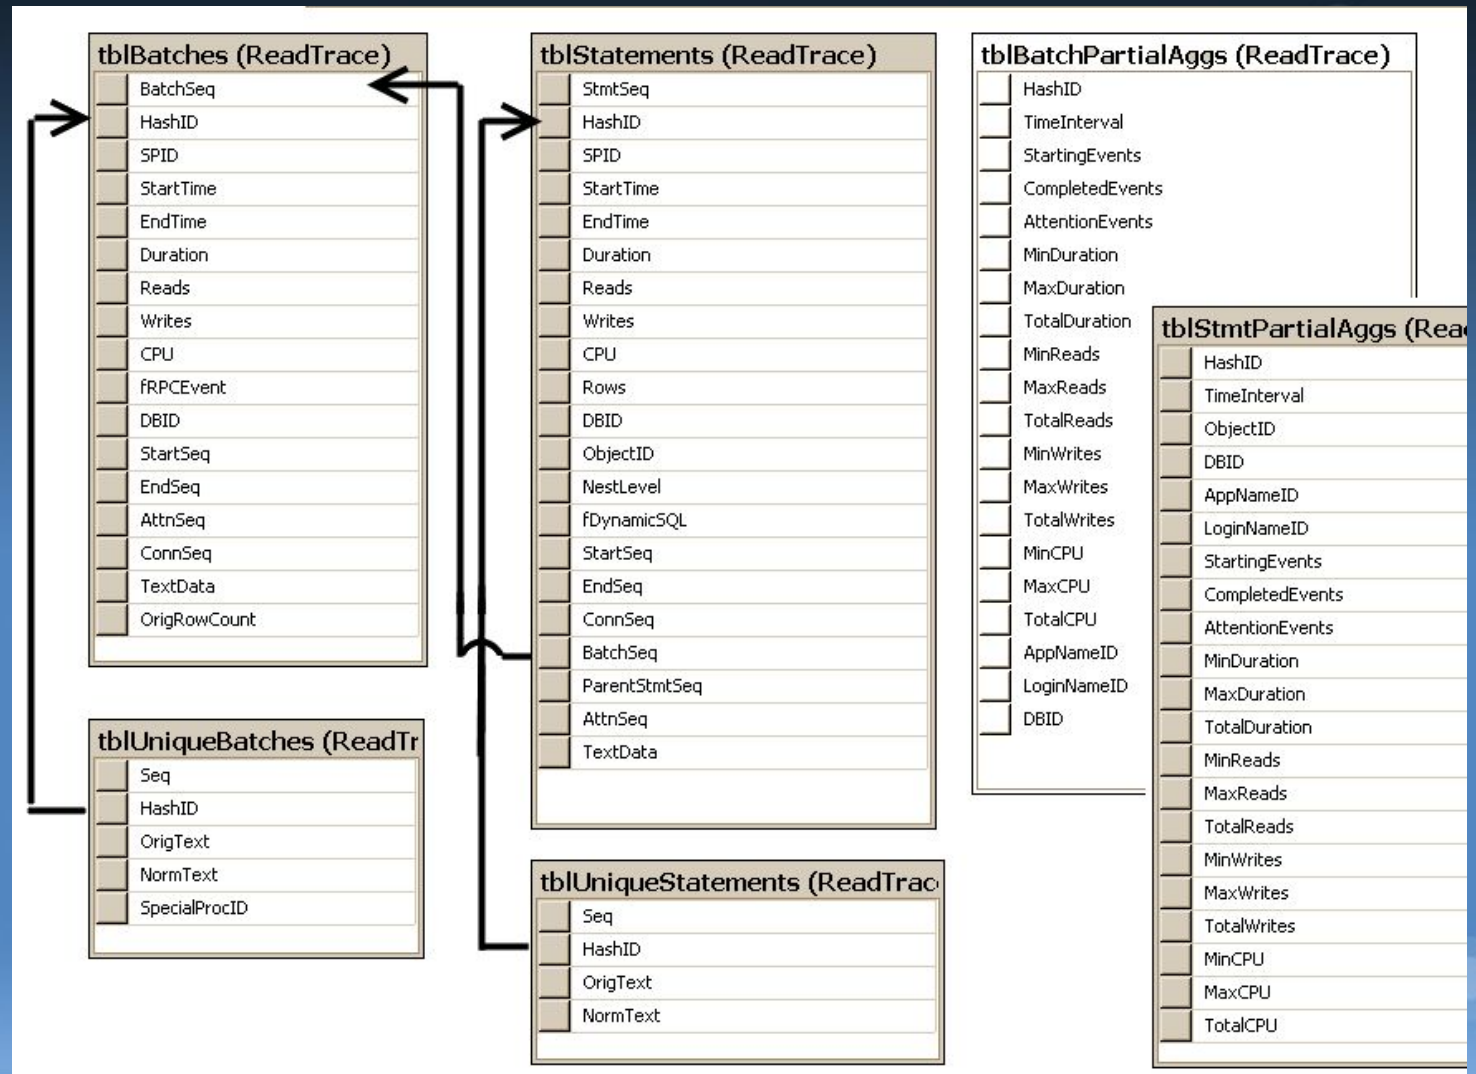 tblBatches (ReadTrace)
BatchSeq
HashID
SPID
StartTime
EndTime
Duration
Reads
Writes
CPU
fRPCEvent
DBID
StartSeq
EndSeq
AttnSeq
ConnSeq
TextData
OrigRowCount
tblUniqueBatches (ReadTr
Seq
HashID
OrigText
NormText
SpecialProcID
tblStatements (ReadTrace)
StmtSeq
HashID
SPID
StartTime
EndTime
Duration
Reads
Writes
CPU
Rows
DBID
ObjectID
NestLevel
fDynamicSQL
StartSeq
EndSeq
ConnSeq
BatchSeq
ParentStmtSeq
AttnSeq
TextData
tblUniqueStatements (ReadTrac
Seq
HashID
OrigText
NormText
tblBatchPartialAggs (ReadTrace)
HashID
TimeInterval
StartingEvents
CompletedEvents
AttentionEvents
MinDuration
MaxDuration
TotalDuration
MinReads
MaxReads
TotalReads
MinWrites
MaxWrites
TotalWrites
MinCPU
MaxCPU
TotalCPU
AppNameID
LoginNameID
DBID
tblStmtPartialAggs (Rea
HashID
TimeInterval
ObjectID
DBID
AppNameID
LoginNameID
StartingEvents
CompletedEvents
AttentionEvents
MinDuration
MaxDuration
TotalDuration
MinReads
MaxReads
TotalReads
MinWrites
MaxWrites
TotalWrites
MinCPU
MaxCPU
TotalCPU